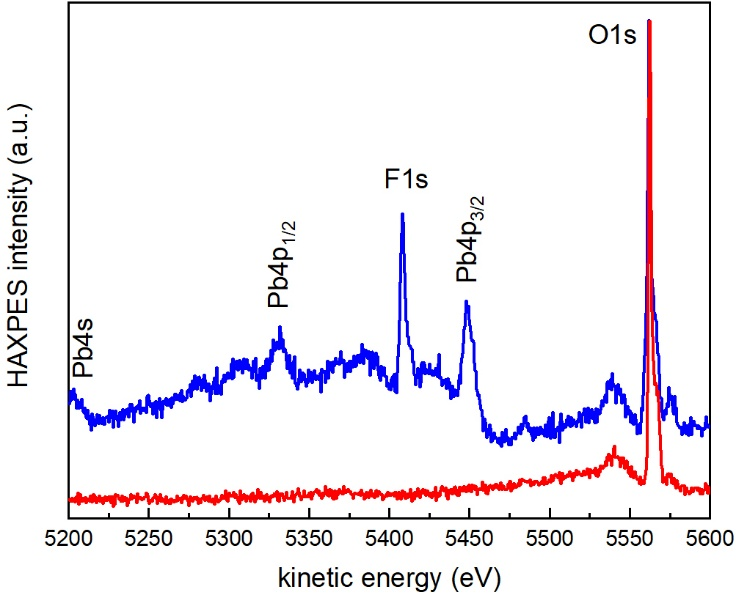 O1s
F1s
Pb4p3/2
Pb4p1/2
Pb4s
HAXPES intensity (a.u.)
5200 5250 5300 5350 5400 5450 5500 5550 5600
kinetic energy (eV)